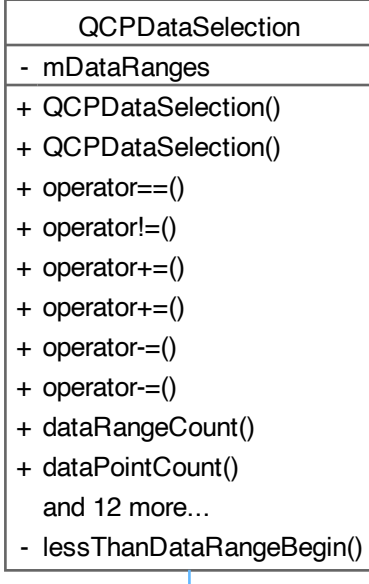 QCPDataSelection
- mDataRanges
+ QCPDataSelection()
+ QCPDataSelection()
+ operator==()
+ operator!=()
+ operator+=()
+ operator+=()
+ operator-=()
+ operator-=()
+ dataRangeCount()
+ dataPointCount()
and 12 more...
- lessThanDataRangeBegin()